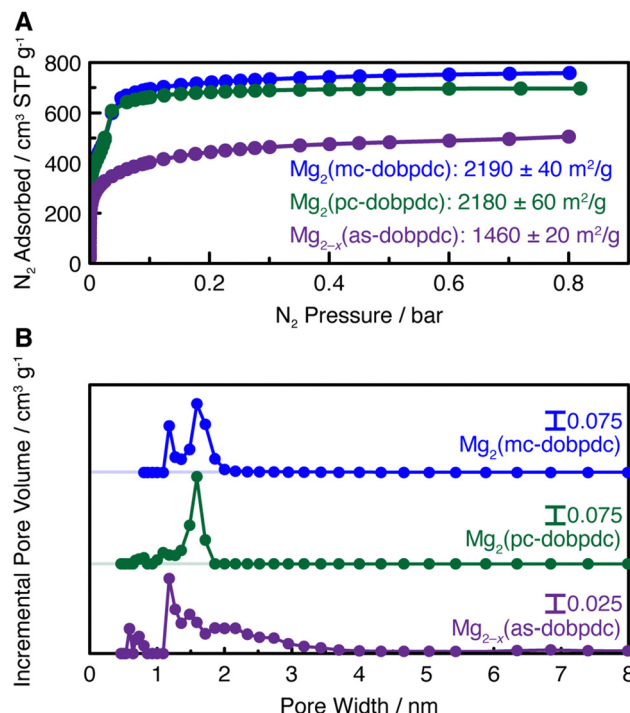 A
N₂ Adsorbed / cm³ STP g⁻¹
800
600
400
200
0
Mg₂(mc-dobpdc): 2190 ± 40 m²/g
Mg₂(pc-dobpdc): 2180 ± 60 m²/g
Mg₂₋ₓ(as-dobpdc): 1460 ± 20 m²/g
0 0.2 0.4 0.6 0.8
N₂ Pressure / bar
B
Incremental Pore Volume / cm³ g⁻¹
0.075
Mg₂(mc-dobpdc)
0.075
Mg₂(pc-dobpdc)
0.025
Mg₂₋ₓ(as-dobpdc)
0 1 2 3 4 5 6 7 8
Pore Width / nm